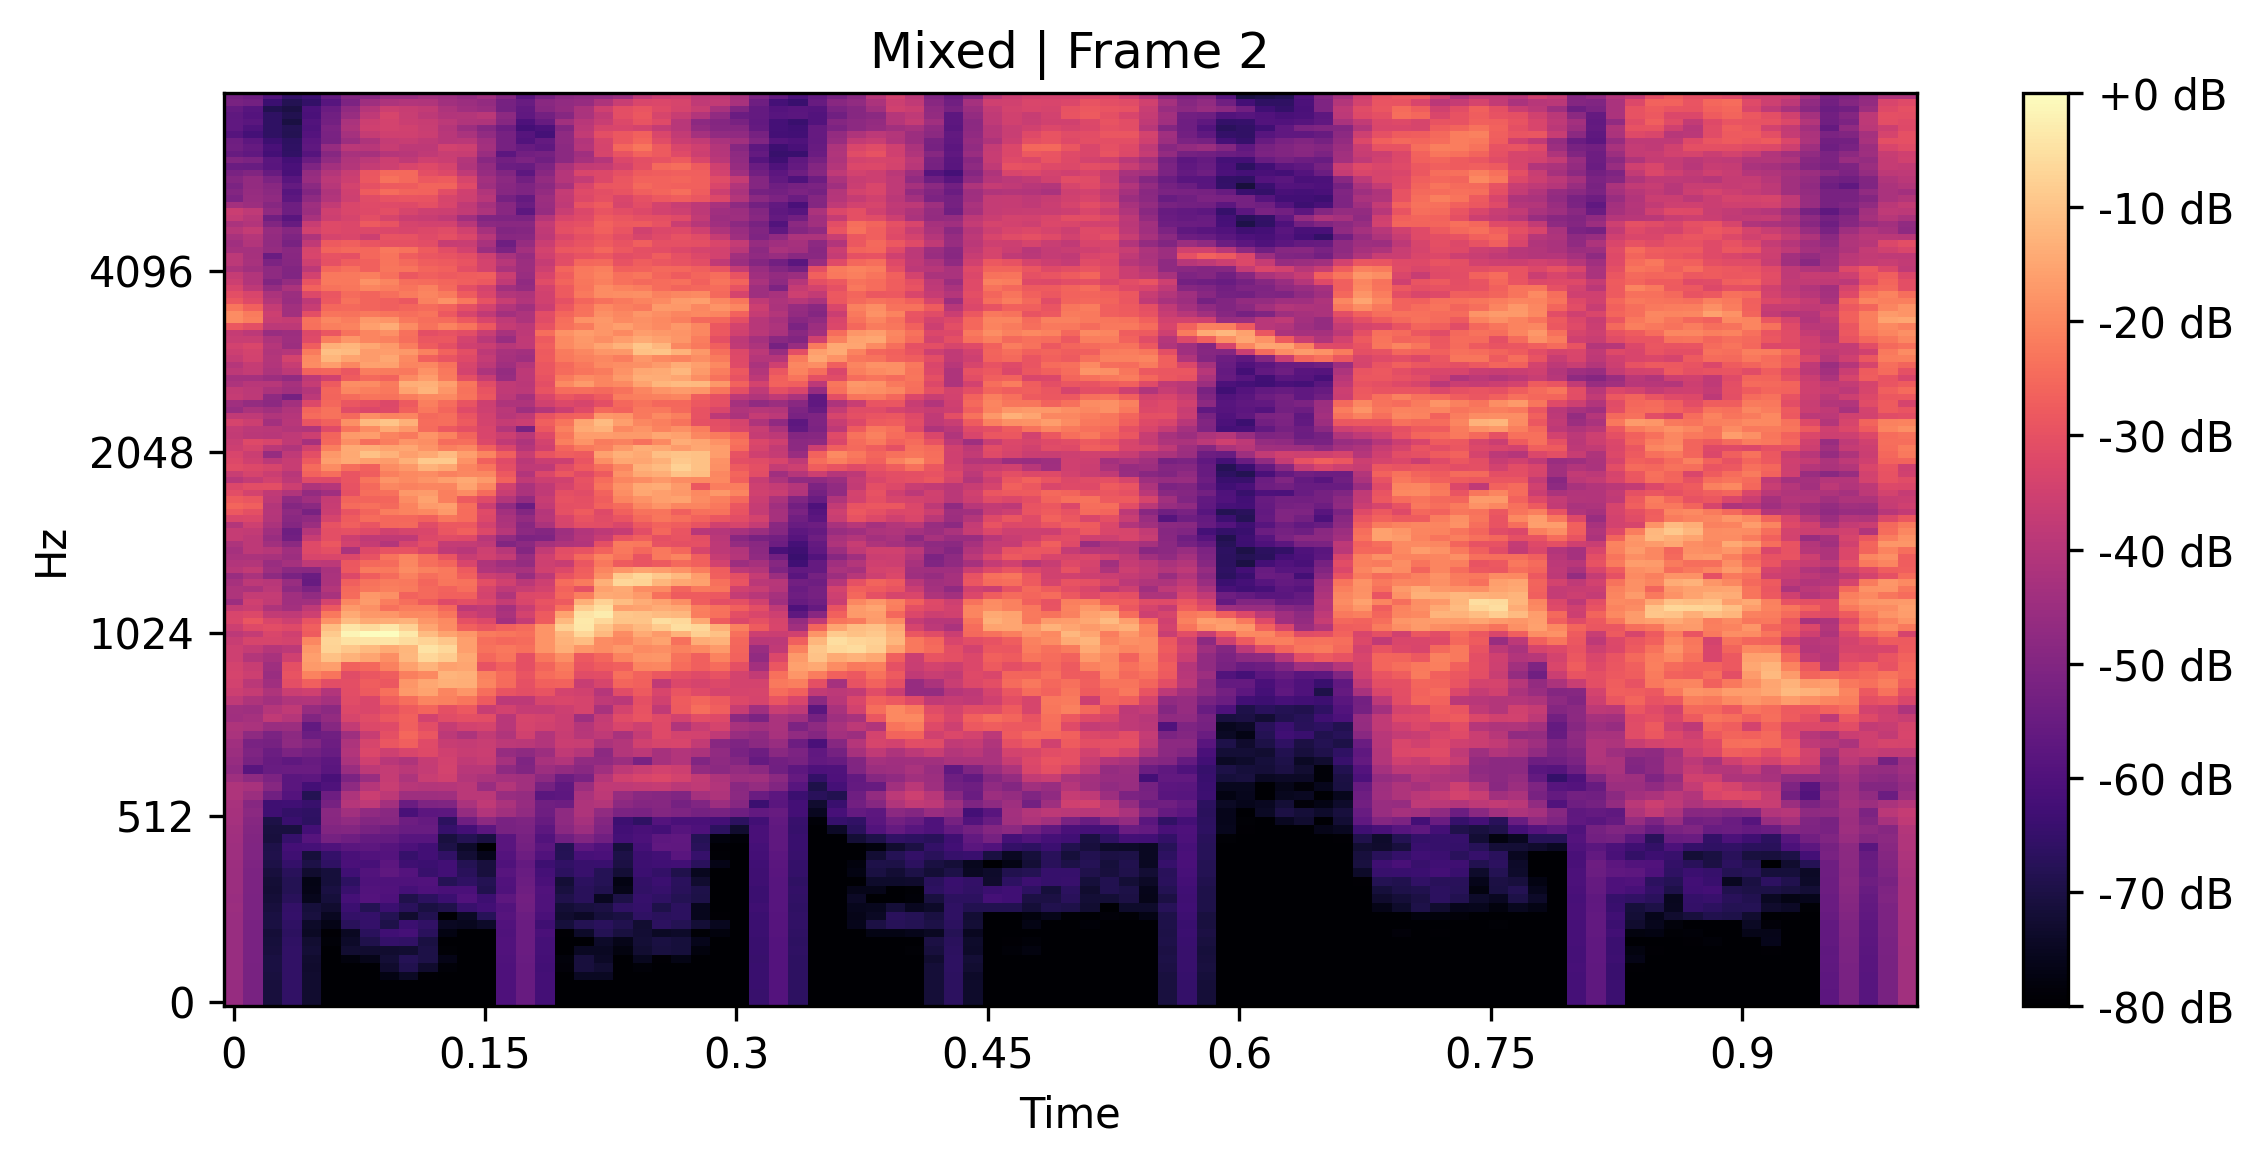 Mixed | Frame 2
Hz
4096
2048
1024
512
0
0 0.15 0.3 0.45 0.6 0.75 0.9
Time
+0 dB
-10 dB
-20 dB
-30 dB
-40 dB
-50 dB
-60 dB
-70 dB
-80 dB